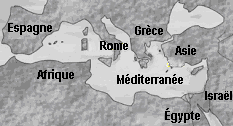 Espagne
Grèce
Rome
Asie
Afrique
Méditerranée
Israël
Égypte